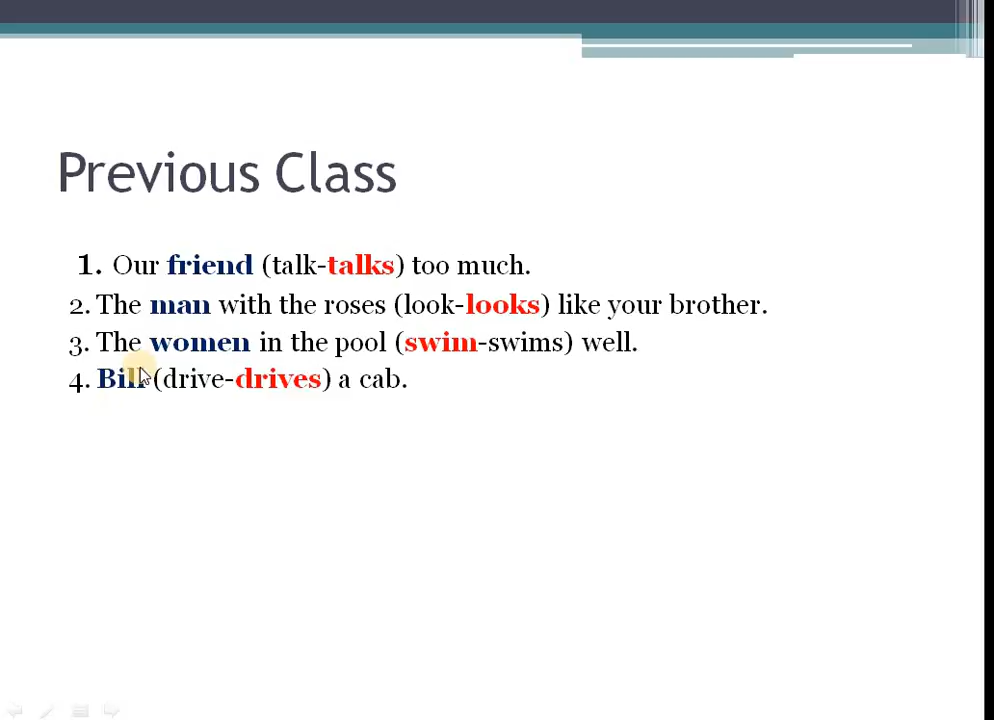 Previous Class
1. Our friend (talk-talks) too much.
2. The man with the roses (look-looks) like your brother.
3. The women in the pool (swim-swims) well.
4. Bill (drive-drives) a cab.